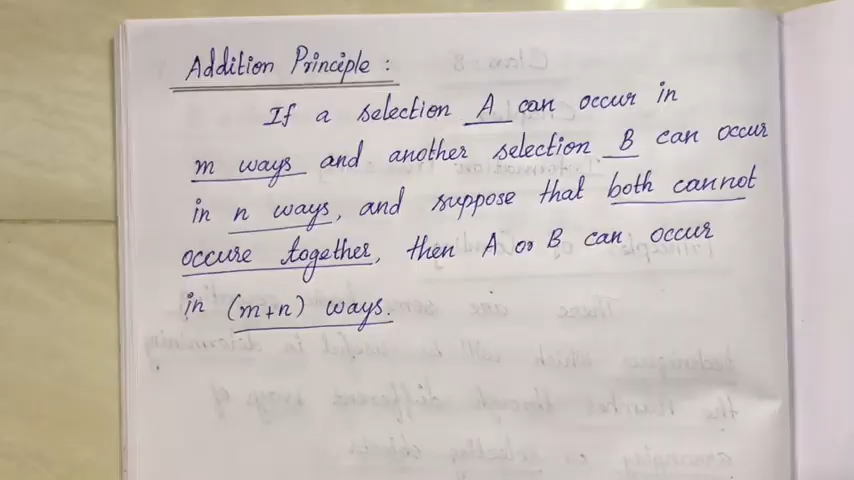 Addition Principle :
If a selection A can occur in
m ways and another selection B can occur
in n ways, and suppose that both cannot
occure together, then A or B can occur
in (m+n) ways.